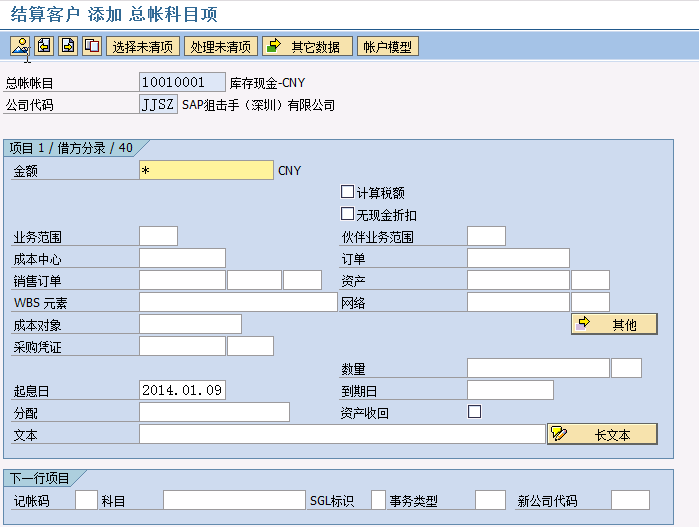 结算客户 添加 总帐科目项
选择未清项 处理未清项 其它数据 帐户模型
总帐帐目 10010001 库存现金-CNY
公司代码 JJSZ SAP狙击手（深圳）有限公司
项目 1 / 借方分录 / 40
金额 * CNY
计算税额
无现金折扣
业务范围 伙伴业务范围
成本中心 订单
销售订单 资产
WBS 元素 网络
成本对象 其他
采购凭证
数量
起息日 2014.01.09 到期日
分配 资产收回
文本 长文本
下一行项目
记帐码 科目 SGL标识 事务类型 新公司代码